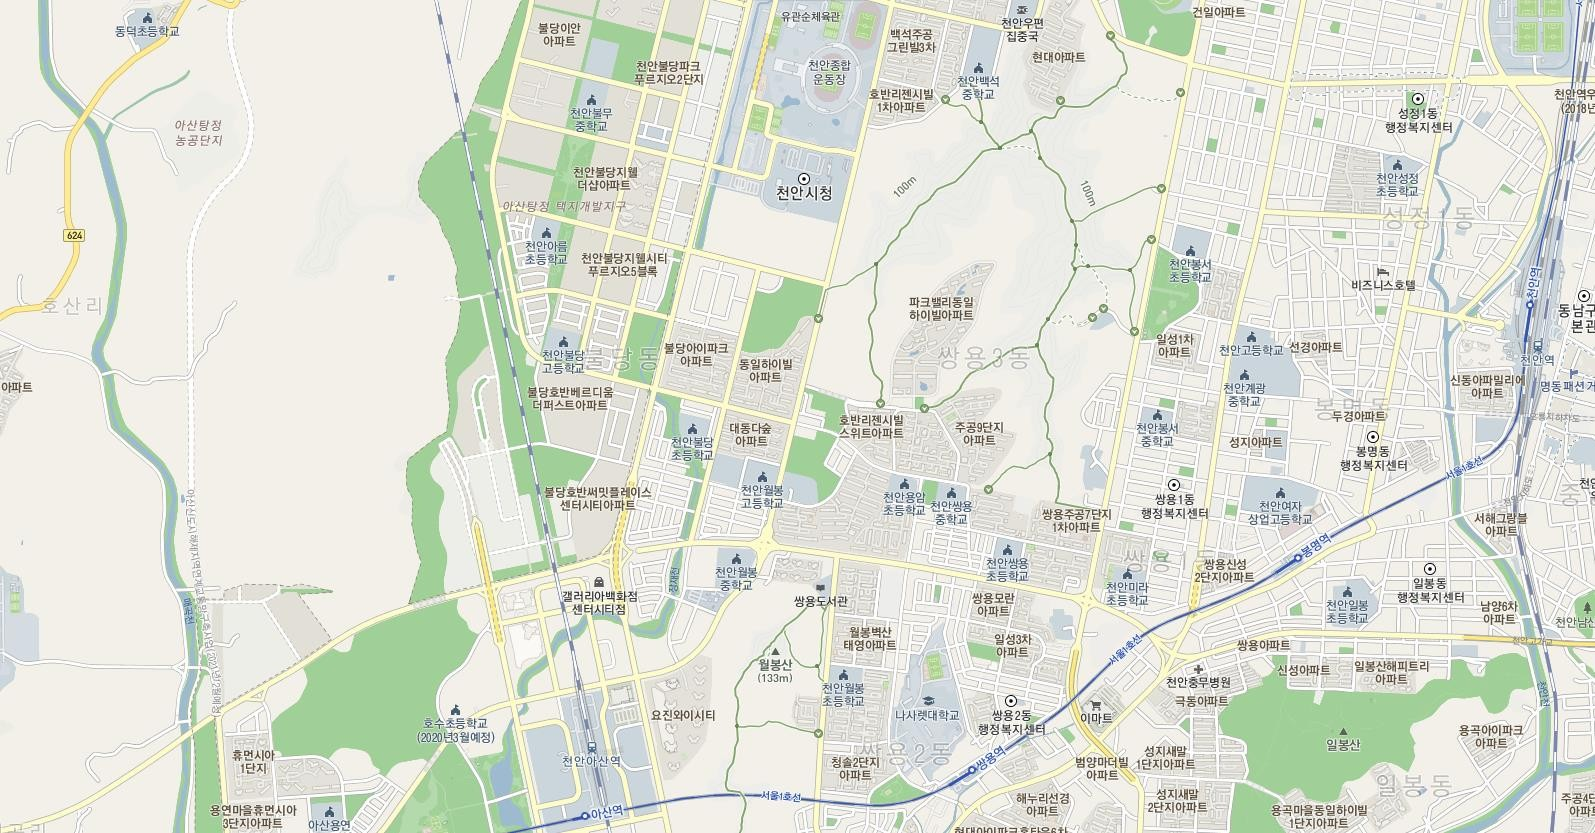 동덕초등학교
불당이안
아파트
유관순체육관
백석주공
그린빌3차
천안우편
집중국
건일아파트
천안불당파크
푸르지오2단지
천안종합
운동장
천안백석
중학교
현대아파트
호반리젠시빌
1차아파트
천안불무
중학교
성정1동
행정복지센터
천안역우
(2018년
아산탕정
농공단지
천안불당지웰
더샵아파트
천안시청
100m
100m
천안성정
초등학교
아산탕정 택지개발지구
성정1동
624
천안아름
초등학교
천안불당지웰시티
푸르지오5블록
천안봉서
초등학교
비즈니스호텔
천안역
호산리
파크밸리동일
하이빌아파트
동남구
본관
불당동
천안불당
고등학교
불당아이파크
아파트
동일하이빌
아파트
쌍용3동
일성1차
아파트
천안고등학교
선경아파트
천안역
아파트
불당호반베르디움
더퍼스트아파트
천안계광
중학교
신동아파밀리에
아파트
명동패션거
봉명동
두경아파트
천안불당
초등학교
대동다숲
아파트
호반리젠시빌
스위트아파트
주공9단지
아파트
천안봉서
중학교
성지아파트
봉명동
행정복지센터
서울1호선
불당호반써밋플레이스
센터시티아파트
천안월봉
고등학교
천안용암
초등학교
천안쌍용
중학교
쌍용1동
행정복지센터
천안여자
상업고등학교
쌍용주공7단지
1차아파트
서해그랑블
아파트
봉명역
천안월봉
중학교
천안쌍용
초등학교
쌍용1동
쌍용신성
2단지아파트
천안미라
초등학교
일봉동
행정복지센터
갤러리아백화점
센터시티점
장재천
쌍용도서관
쌍용모란
아파트
천안일봉
초등학교
남양6차
아파트
천안남산
매곡천
월봉벽산
태영아파트
일성3차
아파트
서울1호선
쌍용아파트
월봉산
(133m)
신성아파트
일봉산해피트리
아파트
천안충무병원
극동아파트
천안월봉
초등학교
나사렛대학교
쌍용2동
행정복지센터
이마트
천안천
호수초등학교
(2020년3월예정)
요진와이시티
일봉산
용곡아이파크
아파트
휴먼시아
1단지
천안아산역
쌍용2동
청솔2단지
아파트
쌍용역
범양마더빌
아파트
성지새말
1단지아파트
일봉동
서울1호선
용연마을휴먼시아
3단지아파트
아산용연
아산역
해누리선경
아파트
성지새말
2단지아파트
용곡마을동일하이빌
1단지아파트
주공4단
아파트